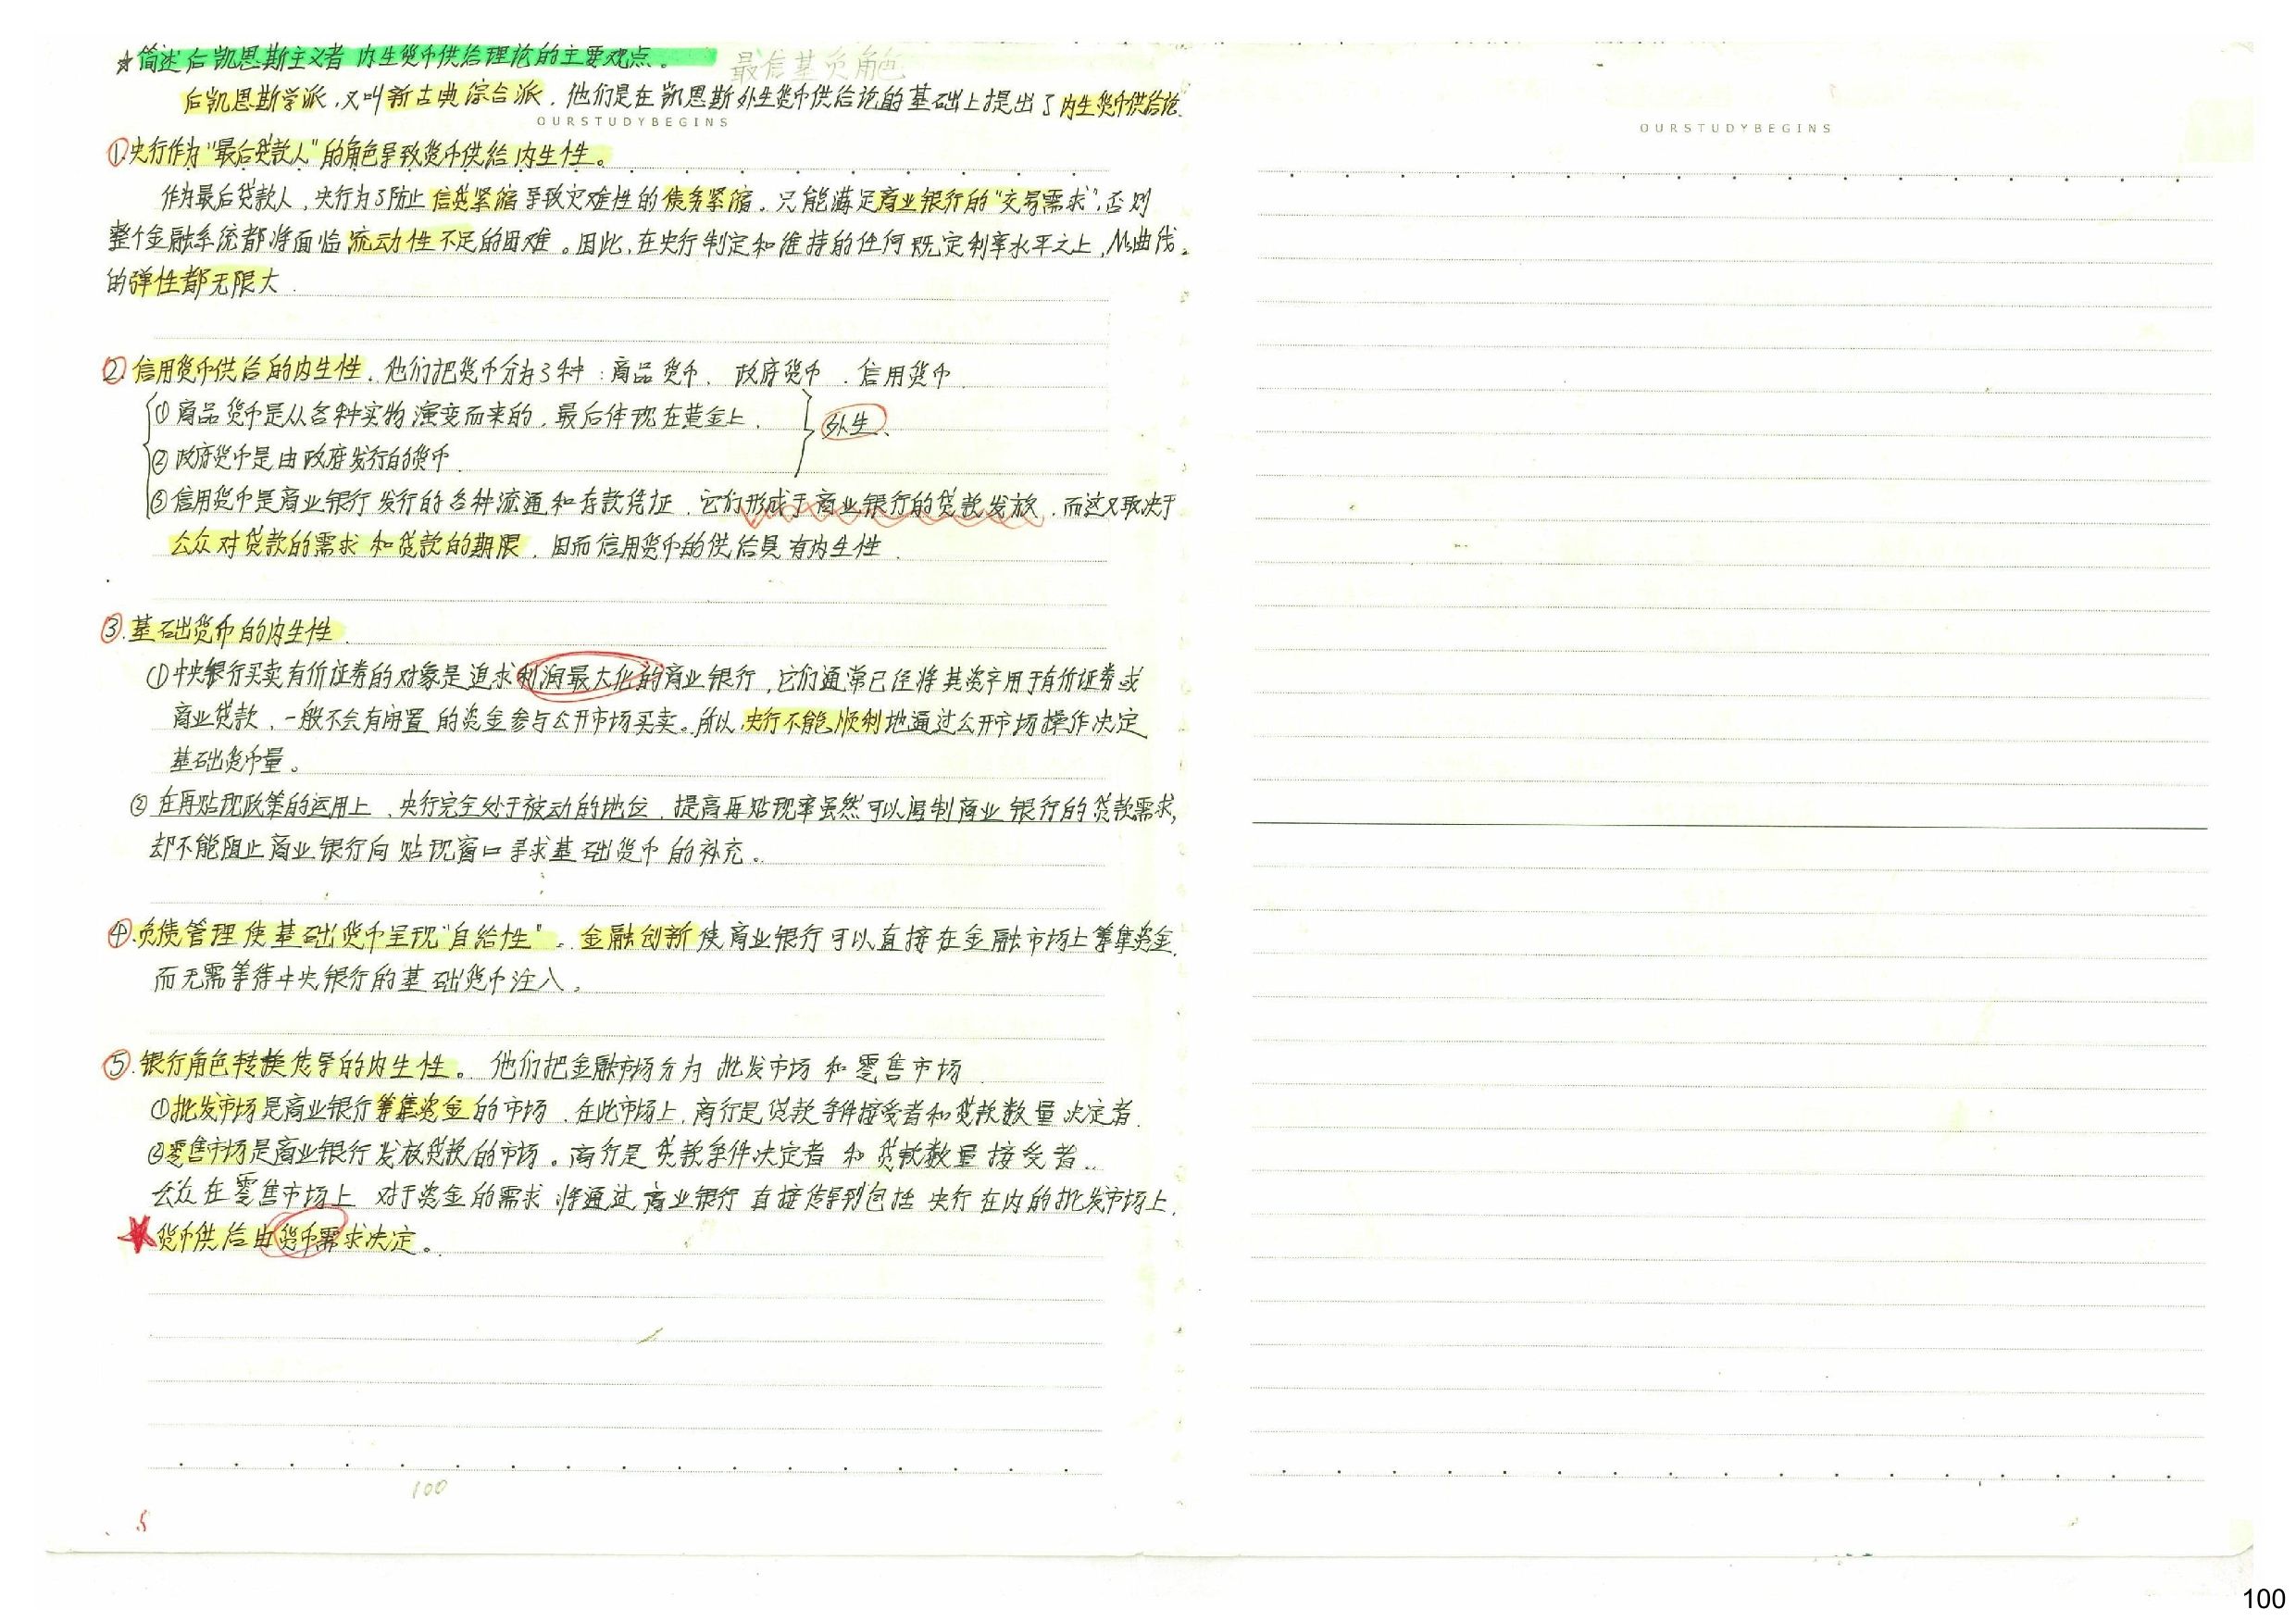 ★简述后凯恩斯主义者 内生货币供给理论的主要观点。 最信基负角色
后凯恩斯学派，又叫新古典综合派，他们是在凯恩斯外生货币供给论的基础上提出了内生货币供给论.
OURSTUDYBEGINS
①央行作为"最后贷款人"的角色导致货币供给内生性。
作为最后贷款人，央行为了防止信贷紧缩导致灾难性的债务紧缩，只能满足商业银行的"交易需求"，否则
整个金融系统都将面临流动性不足的困难。因此，在央行制定和维持的任何既定利率水平之上，Ms曲线
的弹性都无限大.
②.信用货币供给的内生性，他们把货币分为3种：商品货币、政府货币、信用货币
①商品货币是从各种实物演变而来的，最后体现在黄金上.
外生、
②政府货币是由政府发行的货币.
③信用货币是商业银行发行的各种流通和存款凭证，它们形成于商业银行的贷款发放，而这又取决于
公众对贷款的需求和贷款的期限，因而信用货币的供给具有内生性.
③.基础货币的内生性.
①中央银行买卖有价证券的对象是追求利润最大化的商业银行，它们通常已经将其资产用于有价证券或
商业贷款，一般不会有闲置的资金参与公开市场买卖。所以，央行不能顺利地通过公开市场操作决定
基础货币量。
②在再贴现政策的运用上，央行完全处于被动的地位，提高再贴现率虽然可以遏制商业银行的贷款需求，
却不能阻止商业银行向贴现窗口寻求基础货币的补充。
④.负债管理使基础货币呈现"自给性"。金融创新使商业银行可以直接在金融市场上筹集资金，
而无需等待中央银行的基础货币注入。
⑤.银行角色转换传导的内生性。他们把金融市场分为批发市场和零售市场
①批发市场是商业银行筹集资金的市场，在此市场上，商行是贷款条件接受者和贷款数量决定者.
②零售市场是商业银行发放贷款的市场。商行是贷款条件决定者和贷款数量接受者..
公众在零售市场上对于资金的需求将通过商业银行直接传导到包括央行在内的批发市场上，
★货币供给由货币需求决定。
100
5
OURSTUDYBEGINS
100